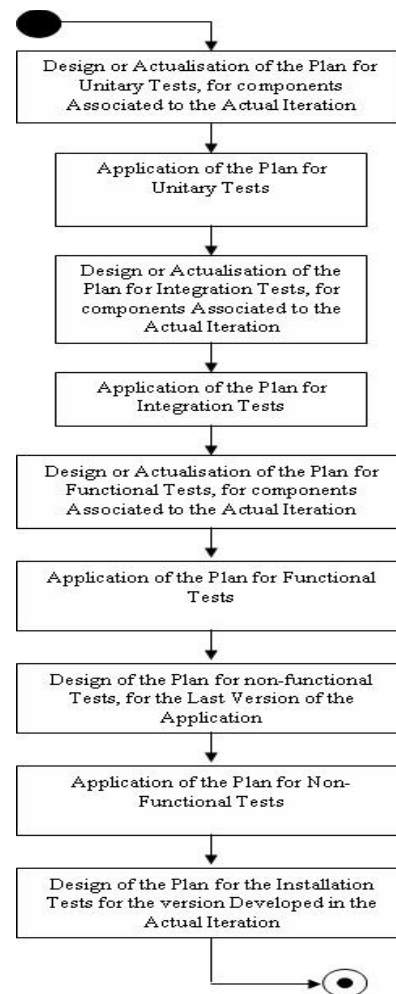 Design or Actualisation of the Plan for
Unitary Tests, for components
Associated to the Actual Iteration
Application of the Plan for
Unitary Tests
Design or Actualisation of the
Plan for Integration Tests, for
components Associated to the
Actual Iteration
Application of the Plan for
Integration Tests
Design or Actualisation of the Plan for
Functional Tests, for components
Associated to the Actual Iteration
Application of the Plan for Functional
Tests
Design of the Plan for non-functional
Tests, for the Last Version of the
Application
Application of the Plan for Non-
Functional Tests
Design of the Plan for the Installation
Tests for the version Developed in the
Actual Iteration